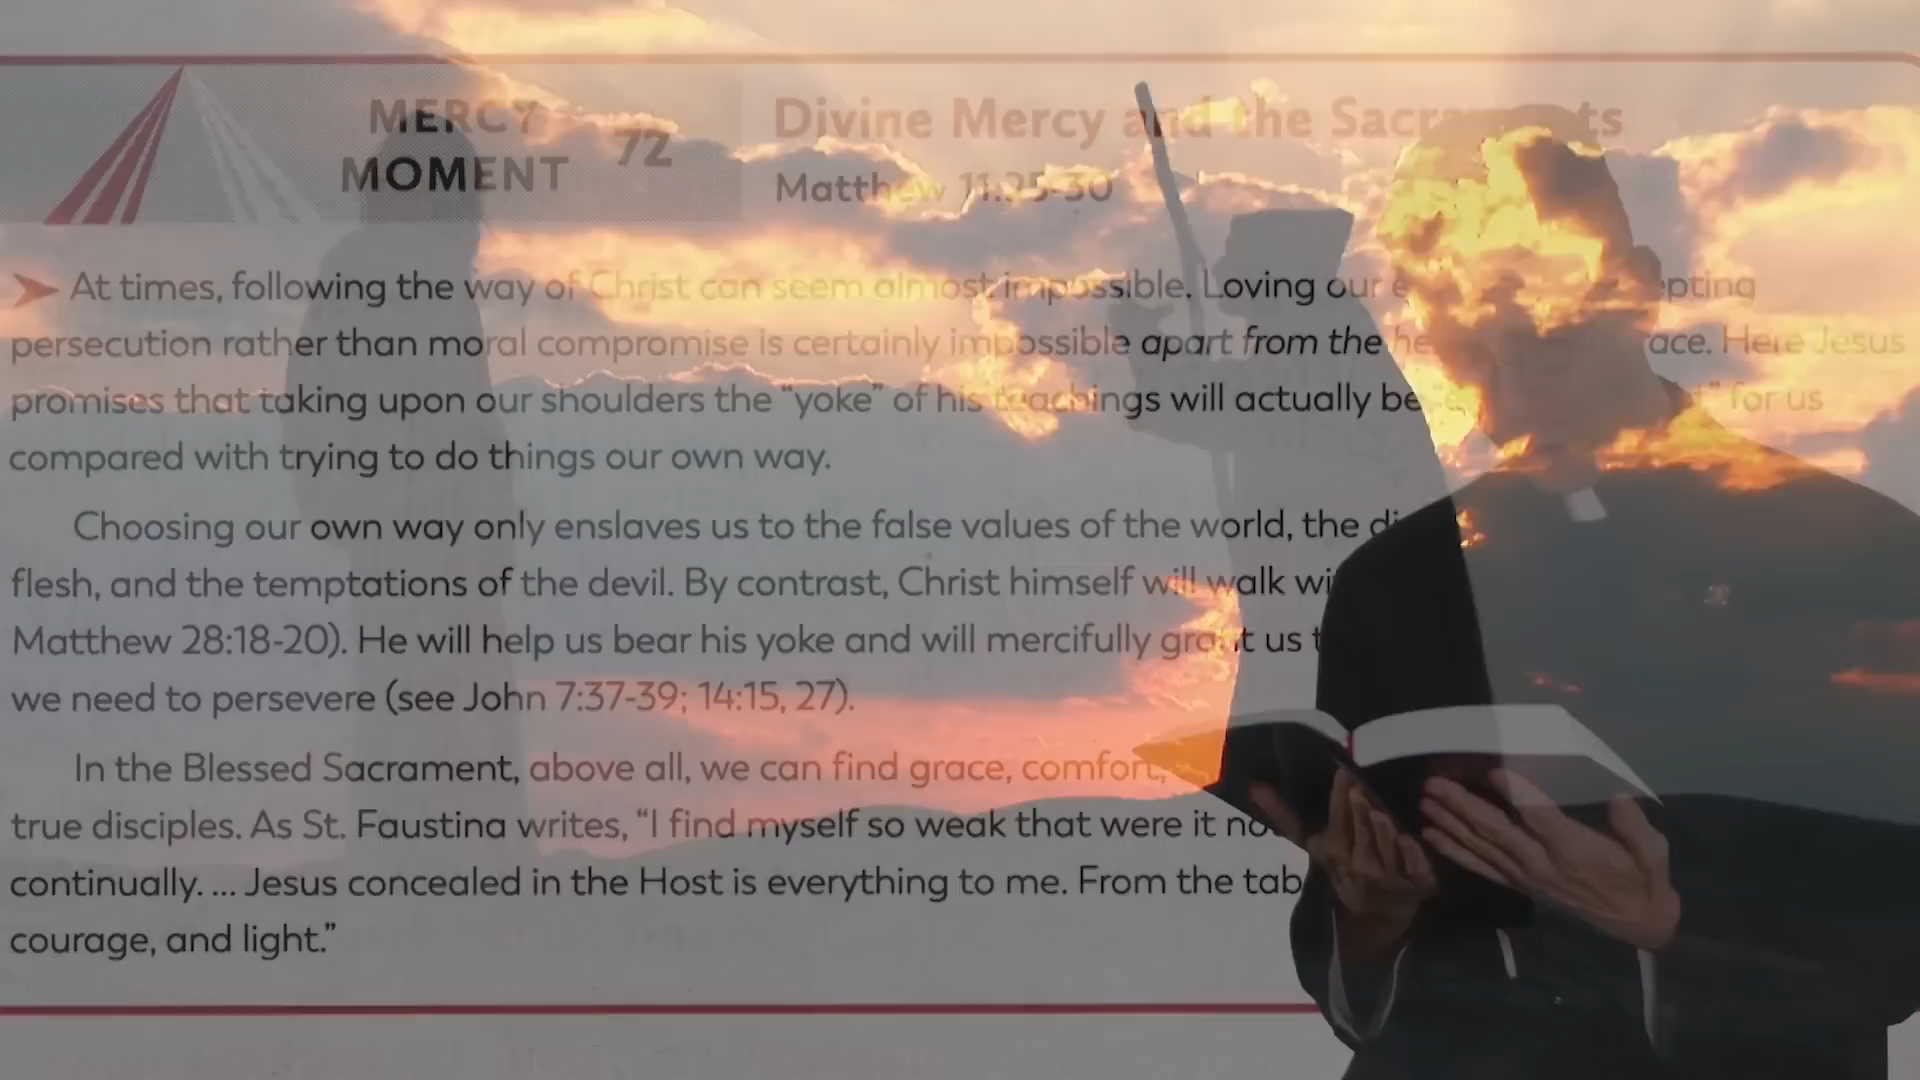 MERCY
MOMENT
72
Divine Mercy and the Sacraments
Matthew 11:25-30
At times, following the way of Christ can seem almost impossible. Loving our
persecution rather than moral compromise is certainly impossible apart from the Here Jesus
promises that taking upon our shoulders the “yoke” of his teachings will actually be for us
compared with trying to do things our own way.
Choosing our own way only enslaves us to the false values of the world, the
flesh, and the temptations of the devil. By contrast, Christ himself will walk
Matthew 28:18-20). He will help us bear his yoke and will mercifully grant us
we need to persevere (see John 7:37-39; 14:15, 27).
In the Blessed Sacrament, above all, we can find grace, comfort,
true disciples. As St. Faustina writes, “I find myself so weak that were it
continually. ... Jesus concealed in the Host is everything to me. From the
courage, and light.”